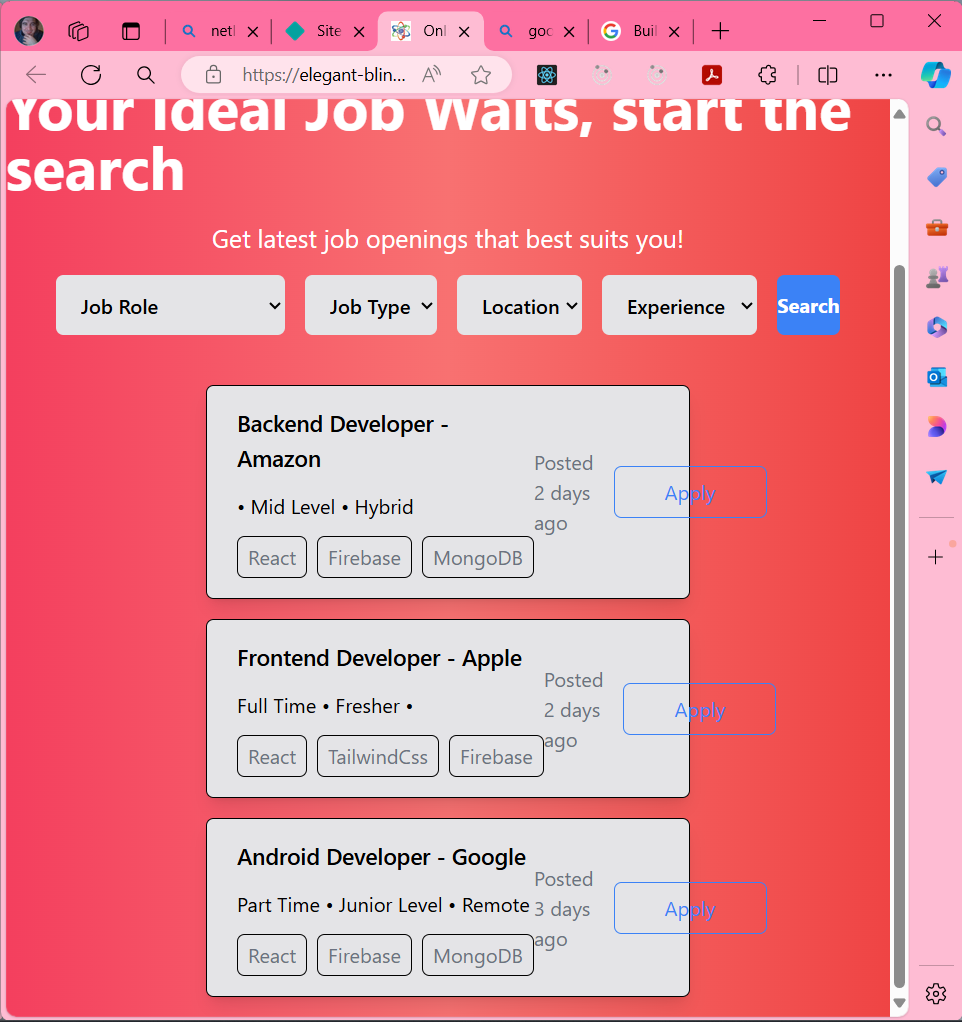 netl
Site
Onl
goc
Buil
https://elegant-blin...
Your Ideal Job Waits, start the
search
Get latest job openings that best suits you!
Job Role
Job Type
Location
Experience
Search
Backend Developer -
Amazon
• Mid Level • Hybrid
React
Firebase
MongoDB
Posted
2 days
ago
Apply
Frontend Developer - Apple
Full Time • Fresher •
React
TailwindCss
Firebase
Posted
2 days
ago
Apply
Android Developer - Google
Part Time • Junior Level • Remote
React
Firebase
MongoDB
Posted
3 days
ago
Apply